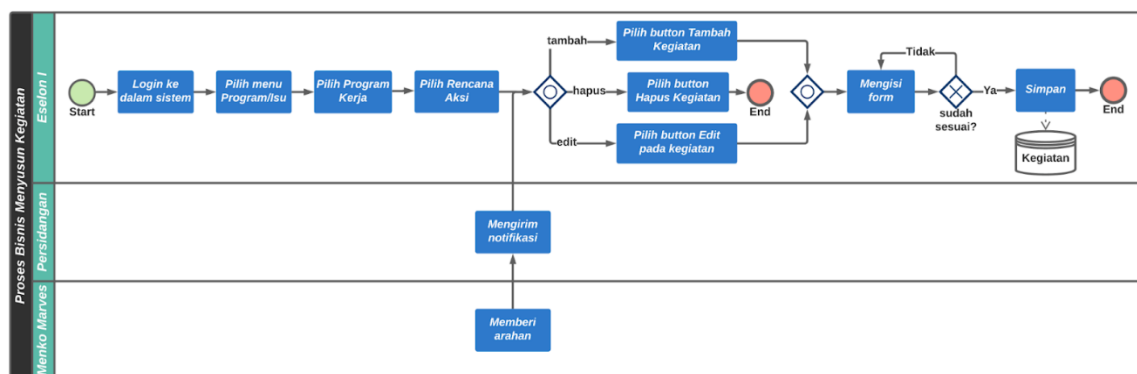 Proses Bisnis Menyusun Kegiatan
Eselon I
Start
Login ke
dalam sistem
Pilih menu
Program/Isu
Pilih Program
Kerja
Pilih Rencana
Aksi
tambah
Pilih button Tambah
Kegiatan
hapus
Pilih button
Hapus Kegiatan
End
edit
Pilih button Edit
pada kegiatan
Mengisi
form
Tidak
sudah
sesuai?
Ya
Simpan
End
Kegiatan
Persidangan
Mengirim
notifikasi
Menko Marves
Memberi
arahan